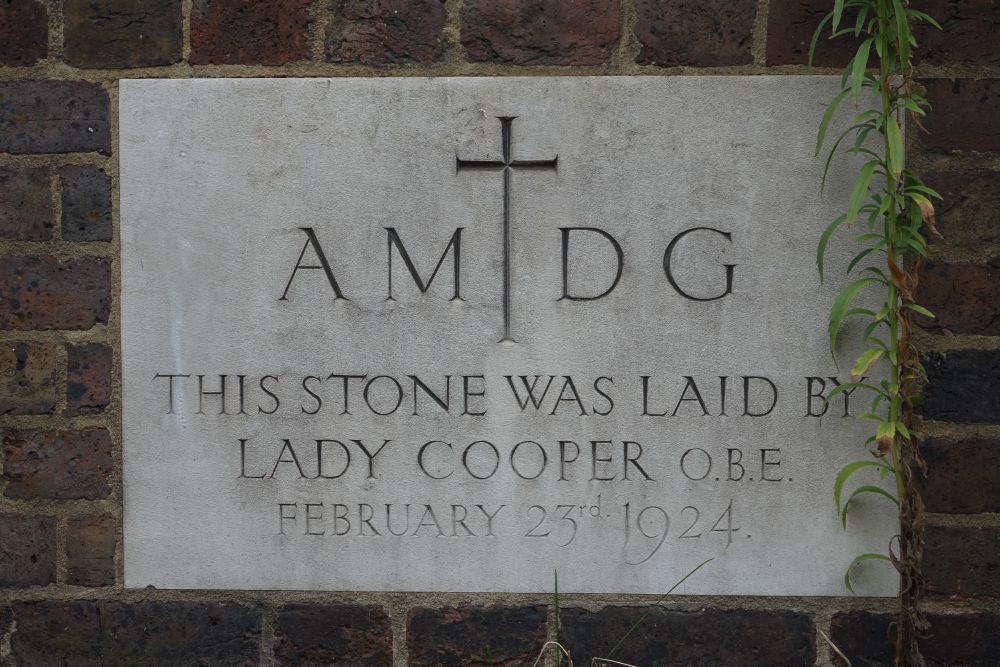 AM DG
THIS STONE WAS LAID BY
LADY COOPER O.B.E.
FEBRUARY 23rd. 1924.